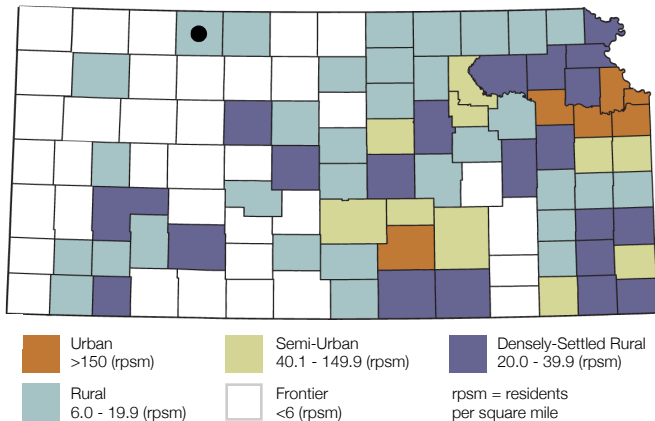 Urban
>150 (rpsm)
Semi-Urban
40.1 - 149.9 (rpsm)
Densely-Settled Rural
20.0 - 39.9 (rpsm)
Rural
6.0 - 19.9 (rpsm)
Frontier
<6 (rpsm)
rpsm = residents
per square mile